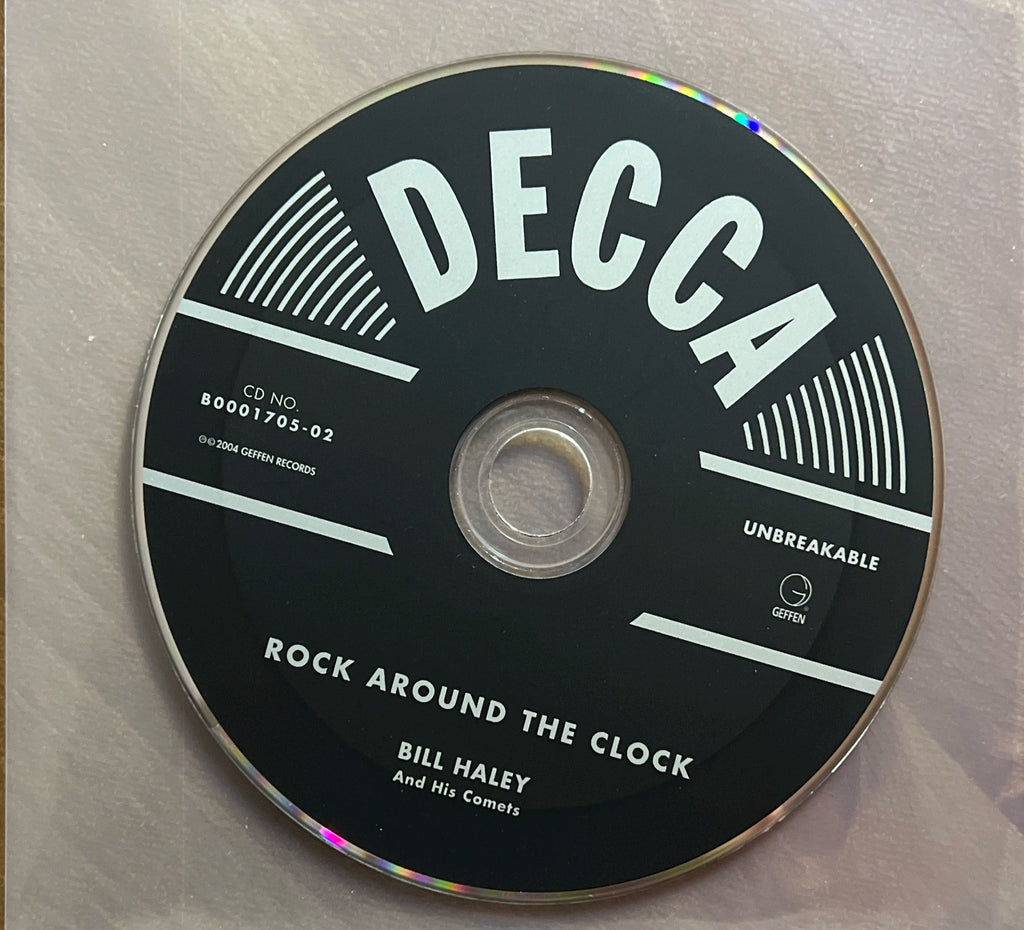 DECCA
CD NO.
B0001705-02
℗©2004 GEFFEN RECORDS
UNBREAKABLE
G
GEFFEN
ROCK AROUND THE CLOCK
BILL HALEY
And His Comets